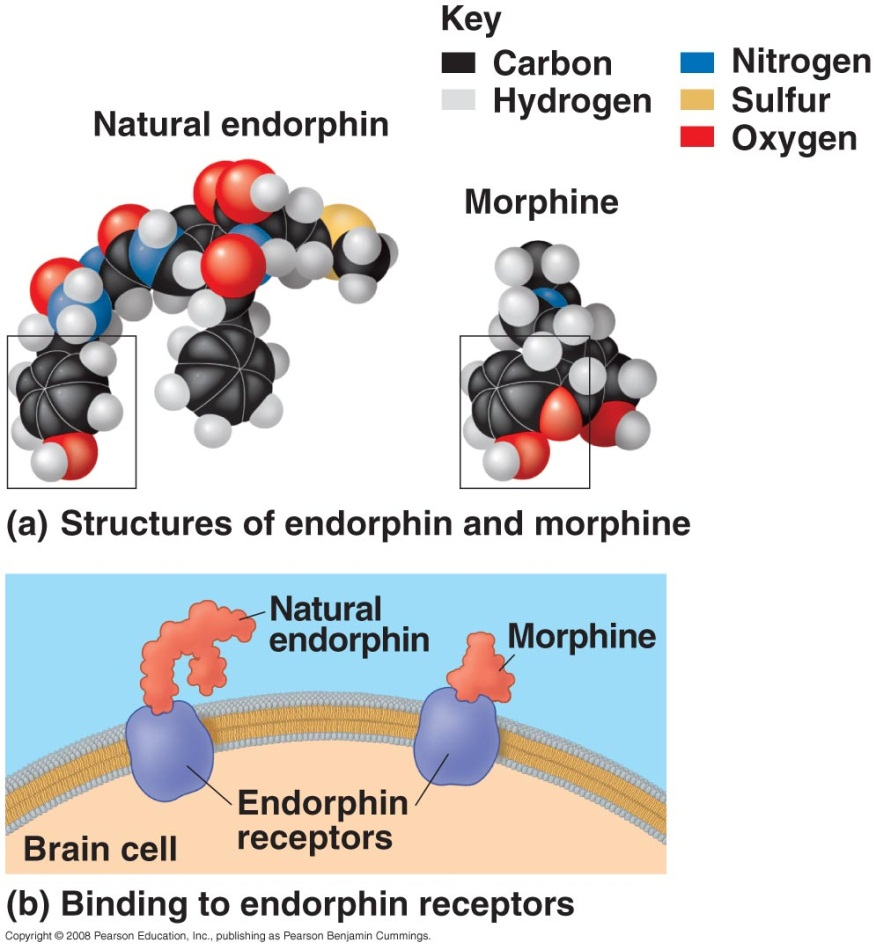 Key
Carbon
Nitrogen
Hydrogen
Sulfur
Oxygen
Natural endorphin
Morphine
(a) Structures of endorphin and morphine
Natural
endorphin
Morphine
Endorphin
receptors
Brain cell
(b) Binding to endorphin receptors
Copyright © 2008 Pearson Education, Inc., publishing as Pearson Benjamin Cummings.